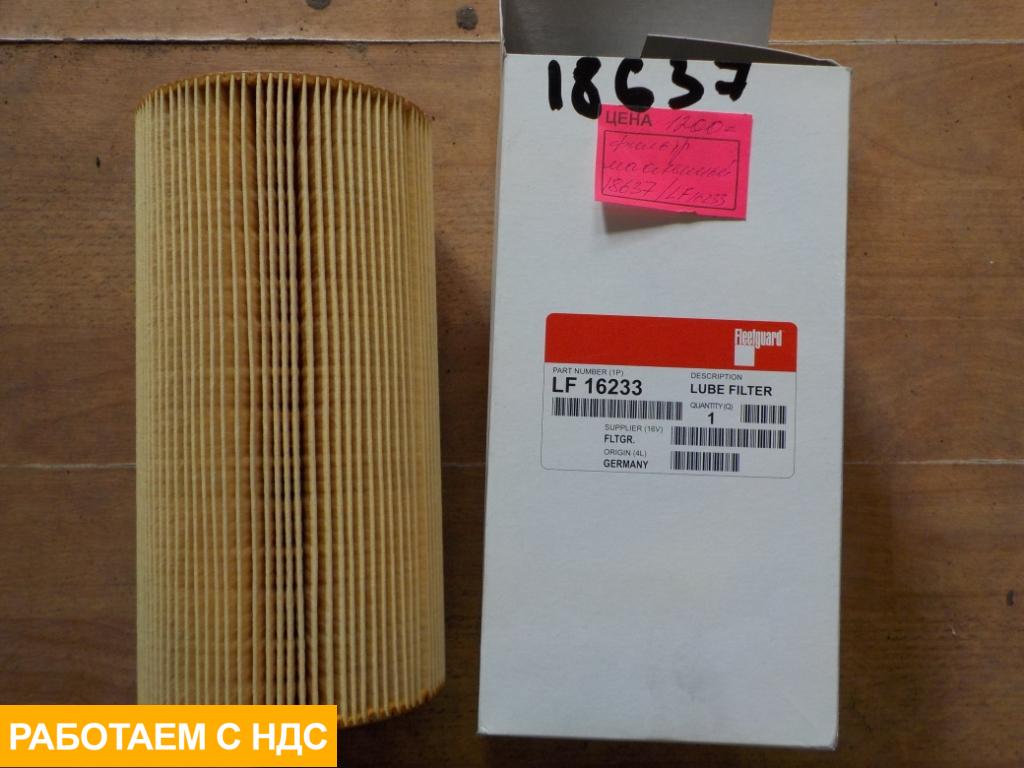 18637
ЦЕНА 1200=
фильтр
масляный
18637/LF16233
Fleetguard
PART NUMBER (1P)
LF 16233
DESCRIPTION
LUBE FILTER
QUANTITY (Q)
1
SUPPLIER (16V)
FLTGR.
ORIGIN (4L)
GERMANY
РАБОТАЕМ С НДС